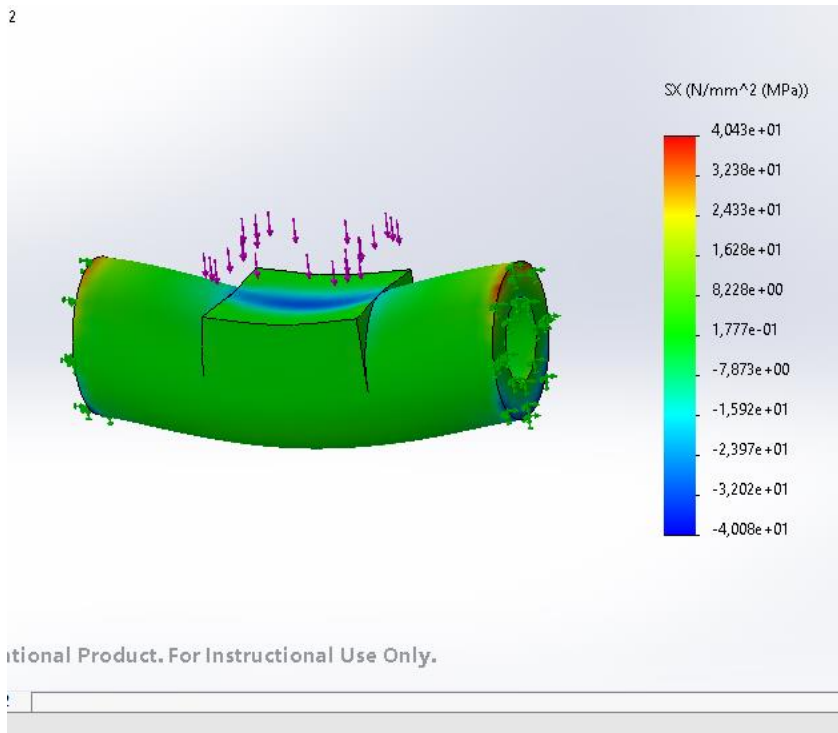 2
SX (N/mm^2 (MPa))
4,043e+01
3,238e+01
2,433e+01
1,628e+01
8,228e+00
1,777e-01
-7,873e+00
-1,592e+01
-2,397e+01
-3,202e+01
-4,008e+01
ational Product. For Instructional Use Only.
2